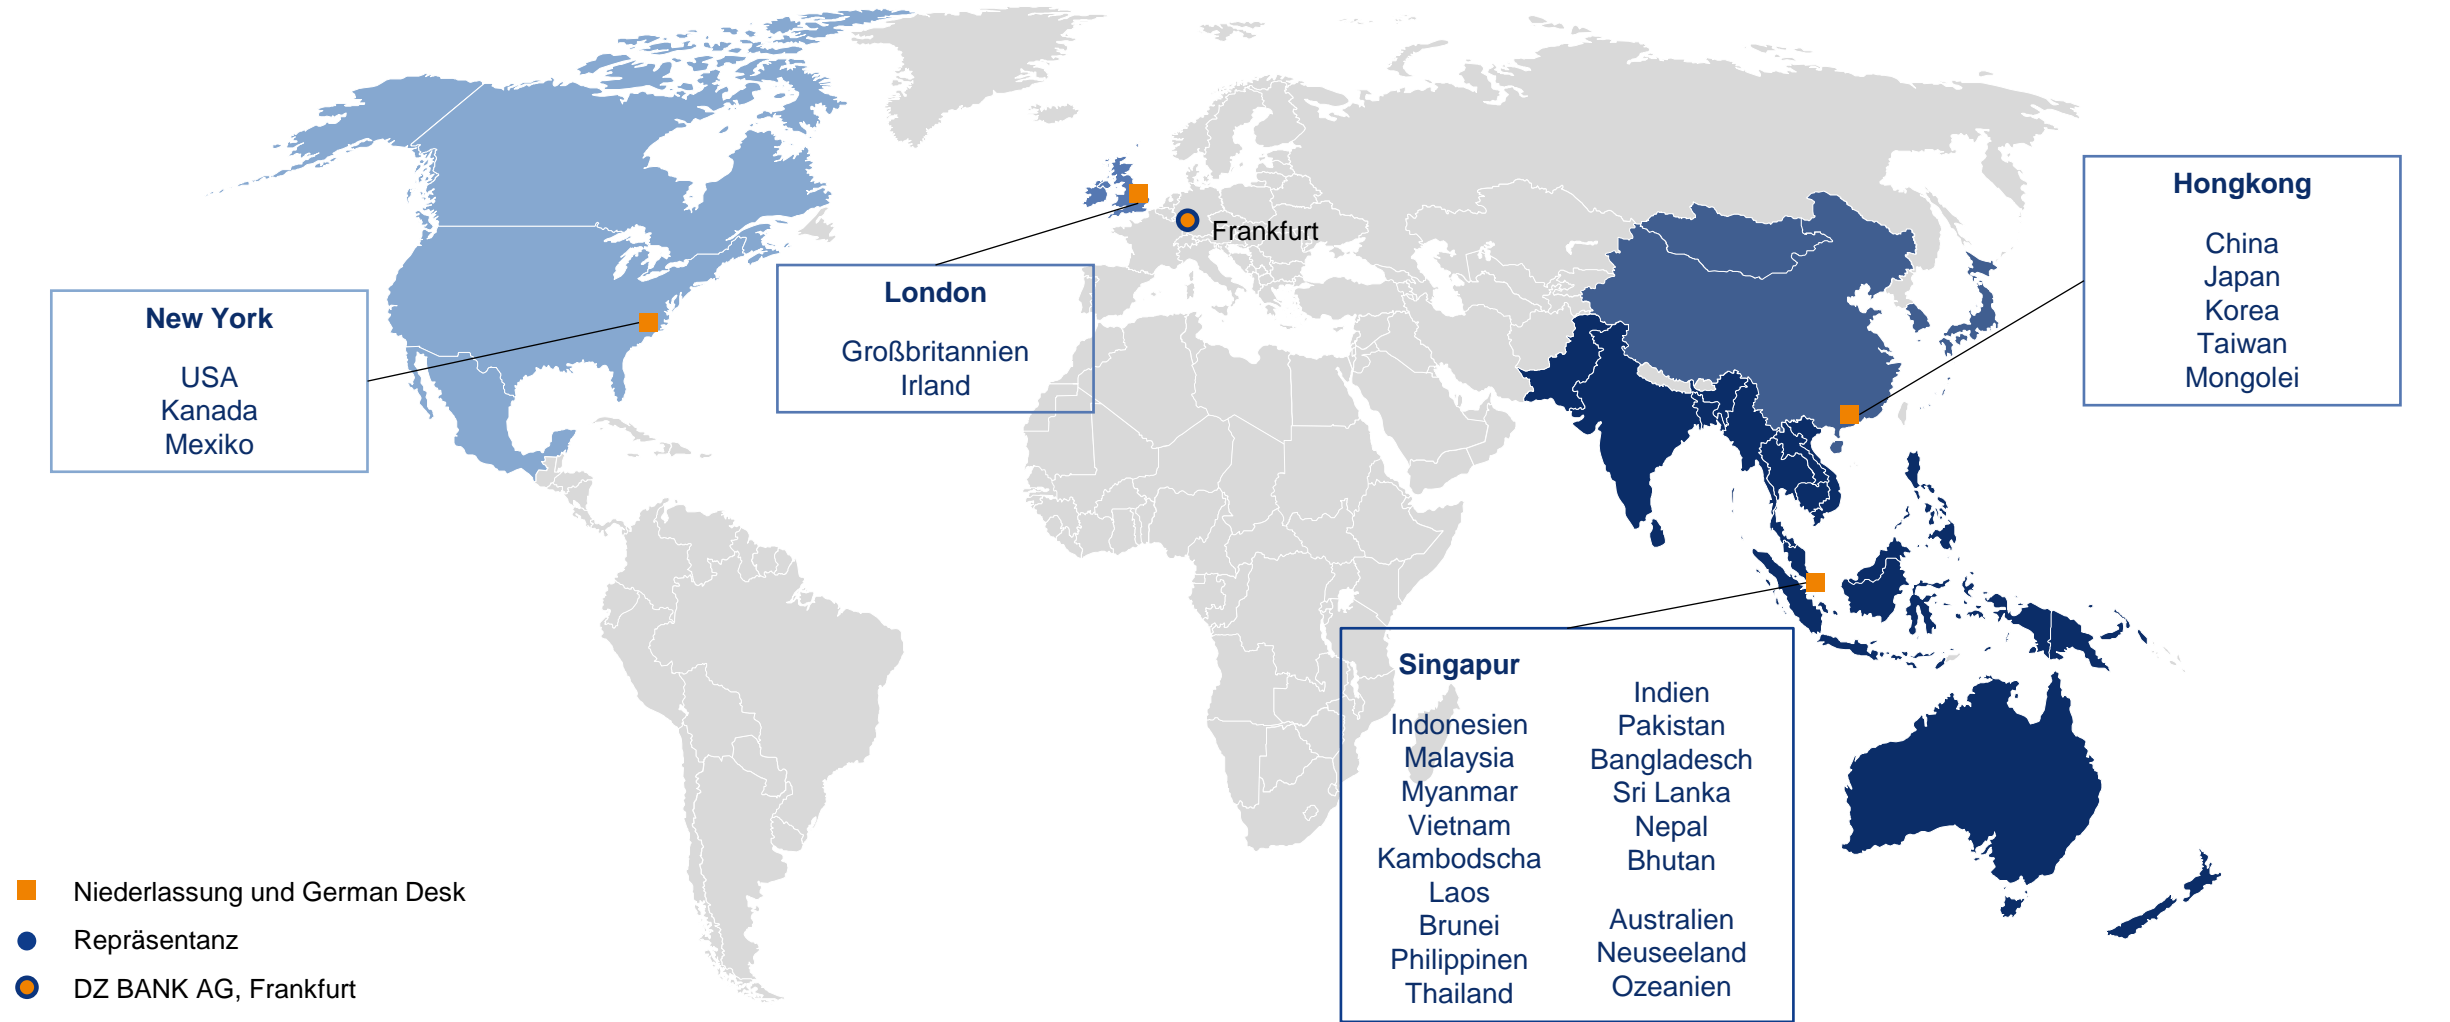 Hongkong
China
Japan
Korea
Taiwan
Mongolei
Frankfurt
London
Großbritannien
Irland
New York
USA
Kanada
Mexiko
Singapur
Indonesien
Malaysia
Myanmar
Vietnam
Kambodscha
Laos
Brunei
Philippinen
Thailand
Indien
Pakistan
Bangladesch
Sri Lanka
Nepal
Bhutan
Australien
Neuseeland
Ozeanien
Niederlassung und German Desk
Repräsentanz
DZ BANK AG, Frankfurt